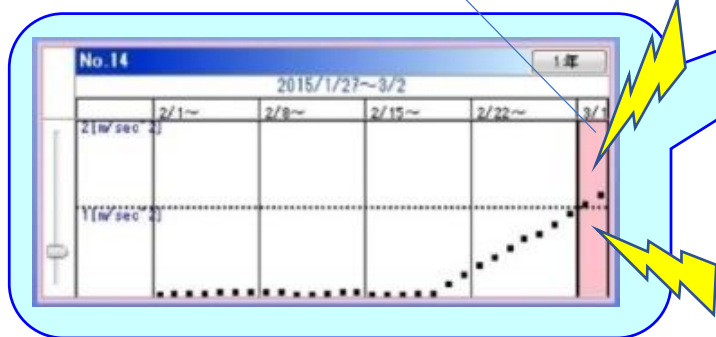 No.14 1年
2015/1/27~3/2
2/1~ 2/8~ 2/15~ 2/22~ 3/1
2[m/sec^2]
1[m/sec^2]